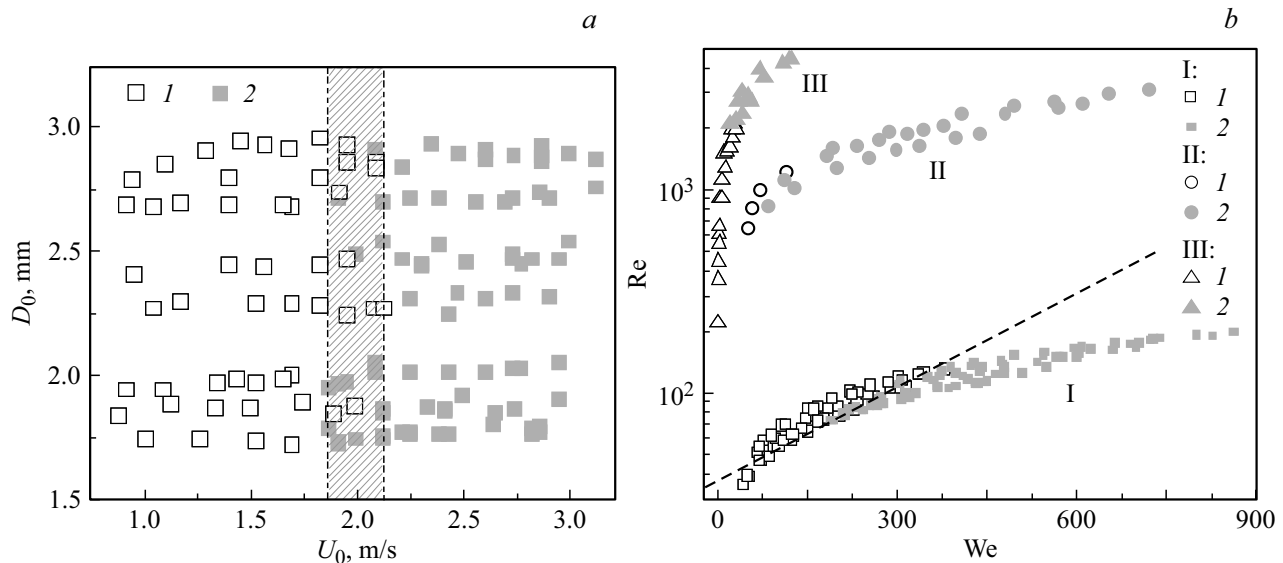 a
1 2
3.0
2.5
2.0
1.5
1.0 1.5 2.0 2.5 3.0
D0, mm
U0, m/s
b
III
I:
1
2
II:
1
2
III:
1
2
II
I
10^3
10^2
Re
0 300 600 900
We